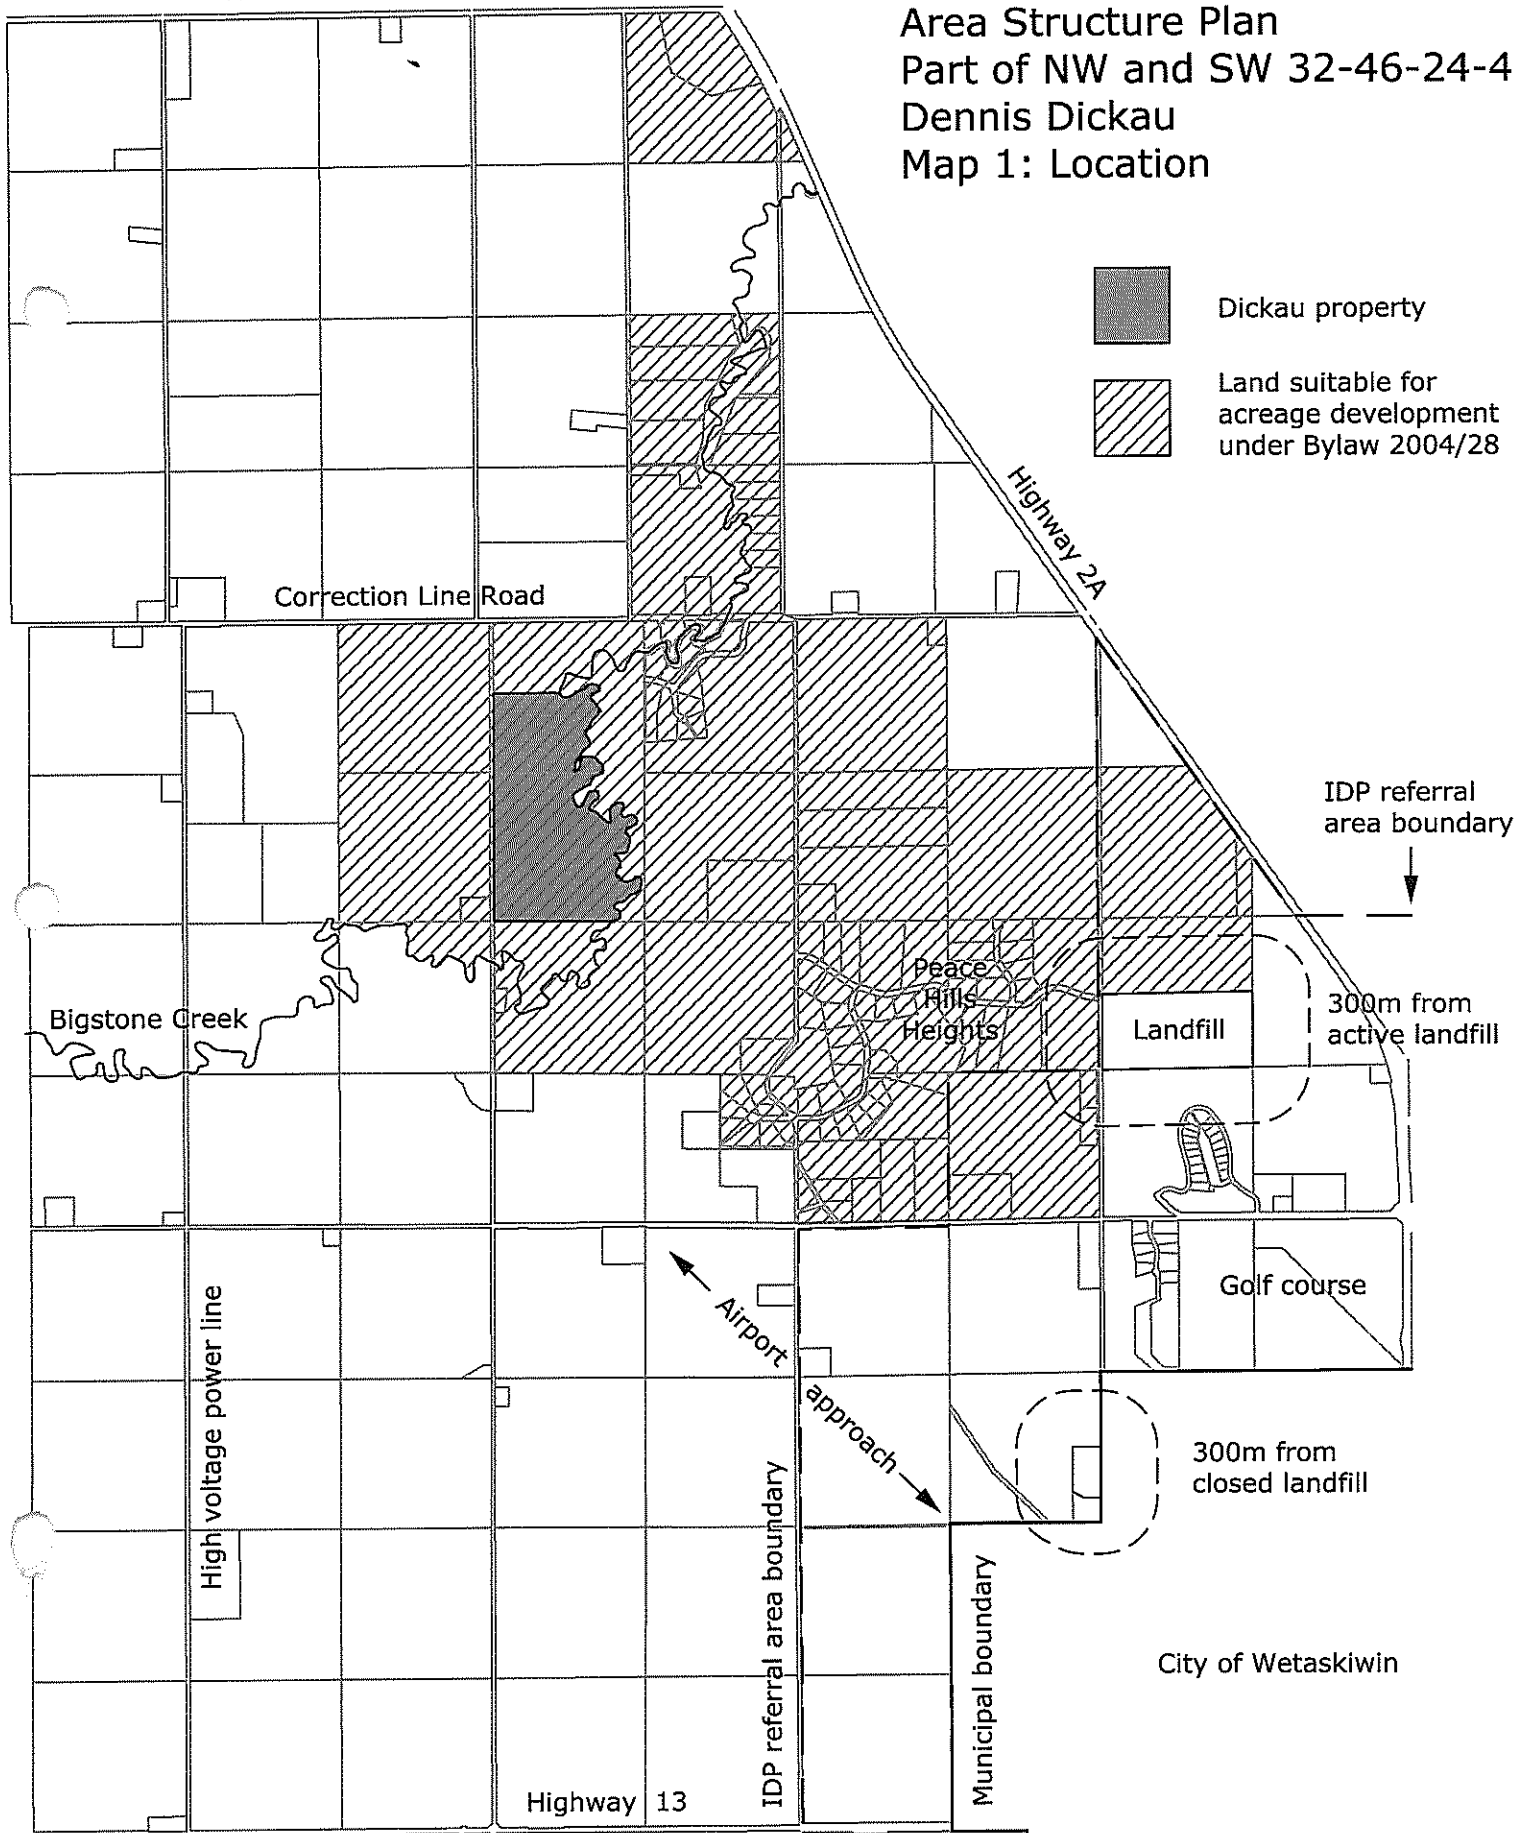 Area Structure Plan
Part of NW and SW 32-46-24-4
Dennis Dickau
Map 1: Location
Dickau property
Land suitable for
acreage development
under Bylaw 2004/28
Highway 2A
Correction Line Road
IDP referral
area boundary
Peace
Hills
Heights
Landfill
300m from
active landfill
Bigstone Creek
Golf course
High voltage power line
Airport
approach
IDP referral area boundary
300m from
closed landfill
Municipal boundary
City of Wetaskiwin
Highway 13